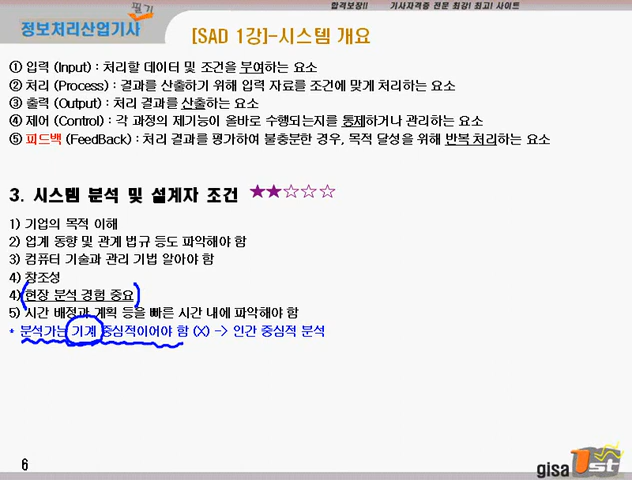 합격보장!! 기사자격증 전문 최강! 최고! 사이트
필기
정보처리산업기사
[SAD 1강]-시스템 개요
① 입력 (Input) : 처리할 데이터 및 조건을 부여하는 요소
② 처리 (Process) : 결과를 산출하기 위해 입력 자료를 조건에 맞게 처리하는 요소
③ 출력 (Output) : 처리 결과를 산출하는 요소
④ 제어 (Control) : 각 과정의 제기능이 올바로 수행되는지를 통제하거나 관리하는 요소
⑤ 피드백 (FeedBack) : 처리 결과를 평가하여 불충분한 경우, 목적 달성을 위해 반복 처리하는 요소
3. 시스템 분석 및 설계자 조건 ★★☆☆☆
1) 기업의 목적 이해
2) 업계 동향 및 관계 법규 등도 파악해야 함
3) 컴퓨터 기술과 관리 기법 알아야 함
4) 창조성
4) 현장 분석 경험 중요
5) 시간 배정과 계획 등을 빠른 시간 내에 파악해야 함
* 분석가는 기계 중심적이어야 함 (X) -> 인간 중심적 분석
6
gisa 1st